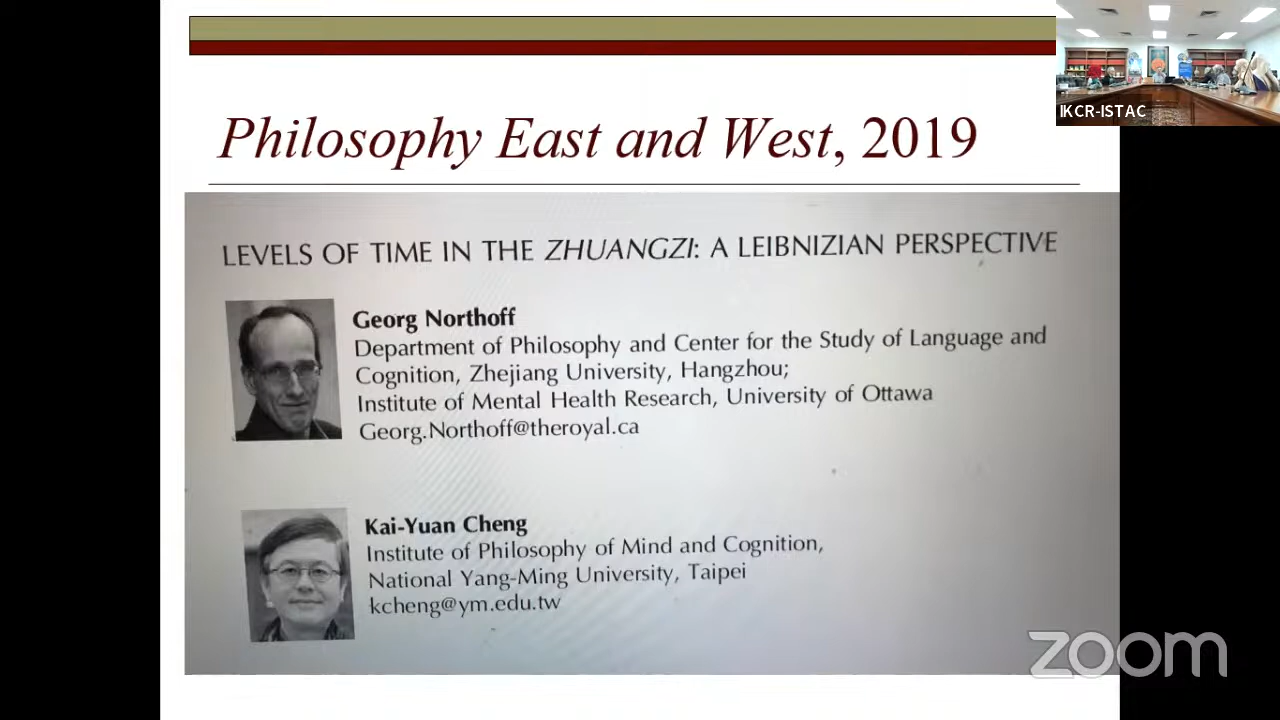 IKCR-ISTAC
Philosophy East and West, 2019
LEVELS OF TIME IN THE ZHUANGZI: A LEIBNIZIAN PERSPECTIVE
Georg Northoff
Department of Philosophy and Center for the Study of Language and
Cognition, Zhejiang University, Hangzhou;
Institute of Mental Health Research, University of Ottawa
Georg.Northoff@theroyal.ca
Kai-Yuan Cheng
Institute of Philosophy of Mind and Cognition,
National Yang-Ming University, Taipei
kcheng@ym.edu.tw
zoom